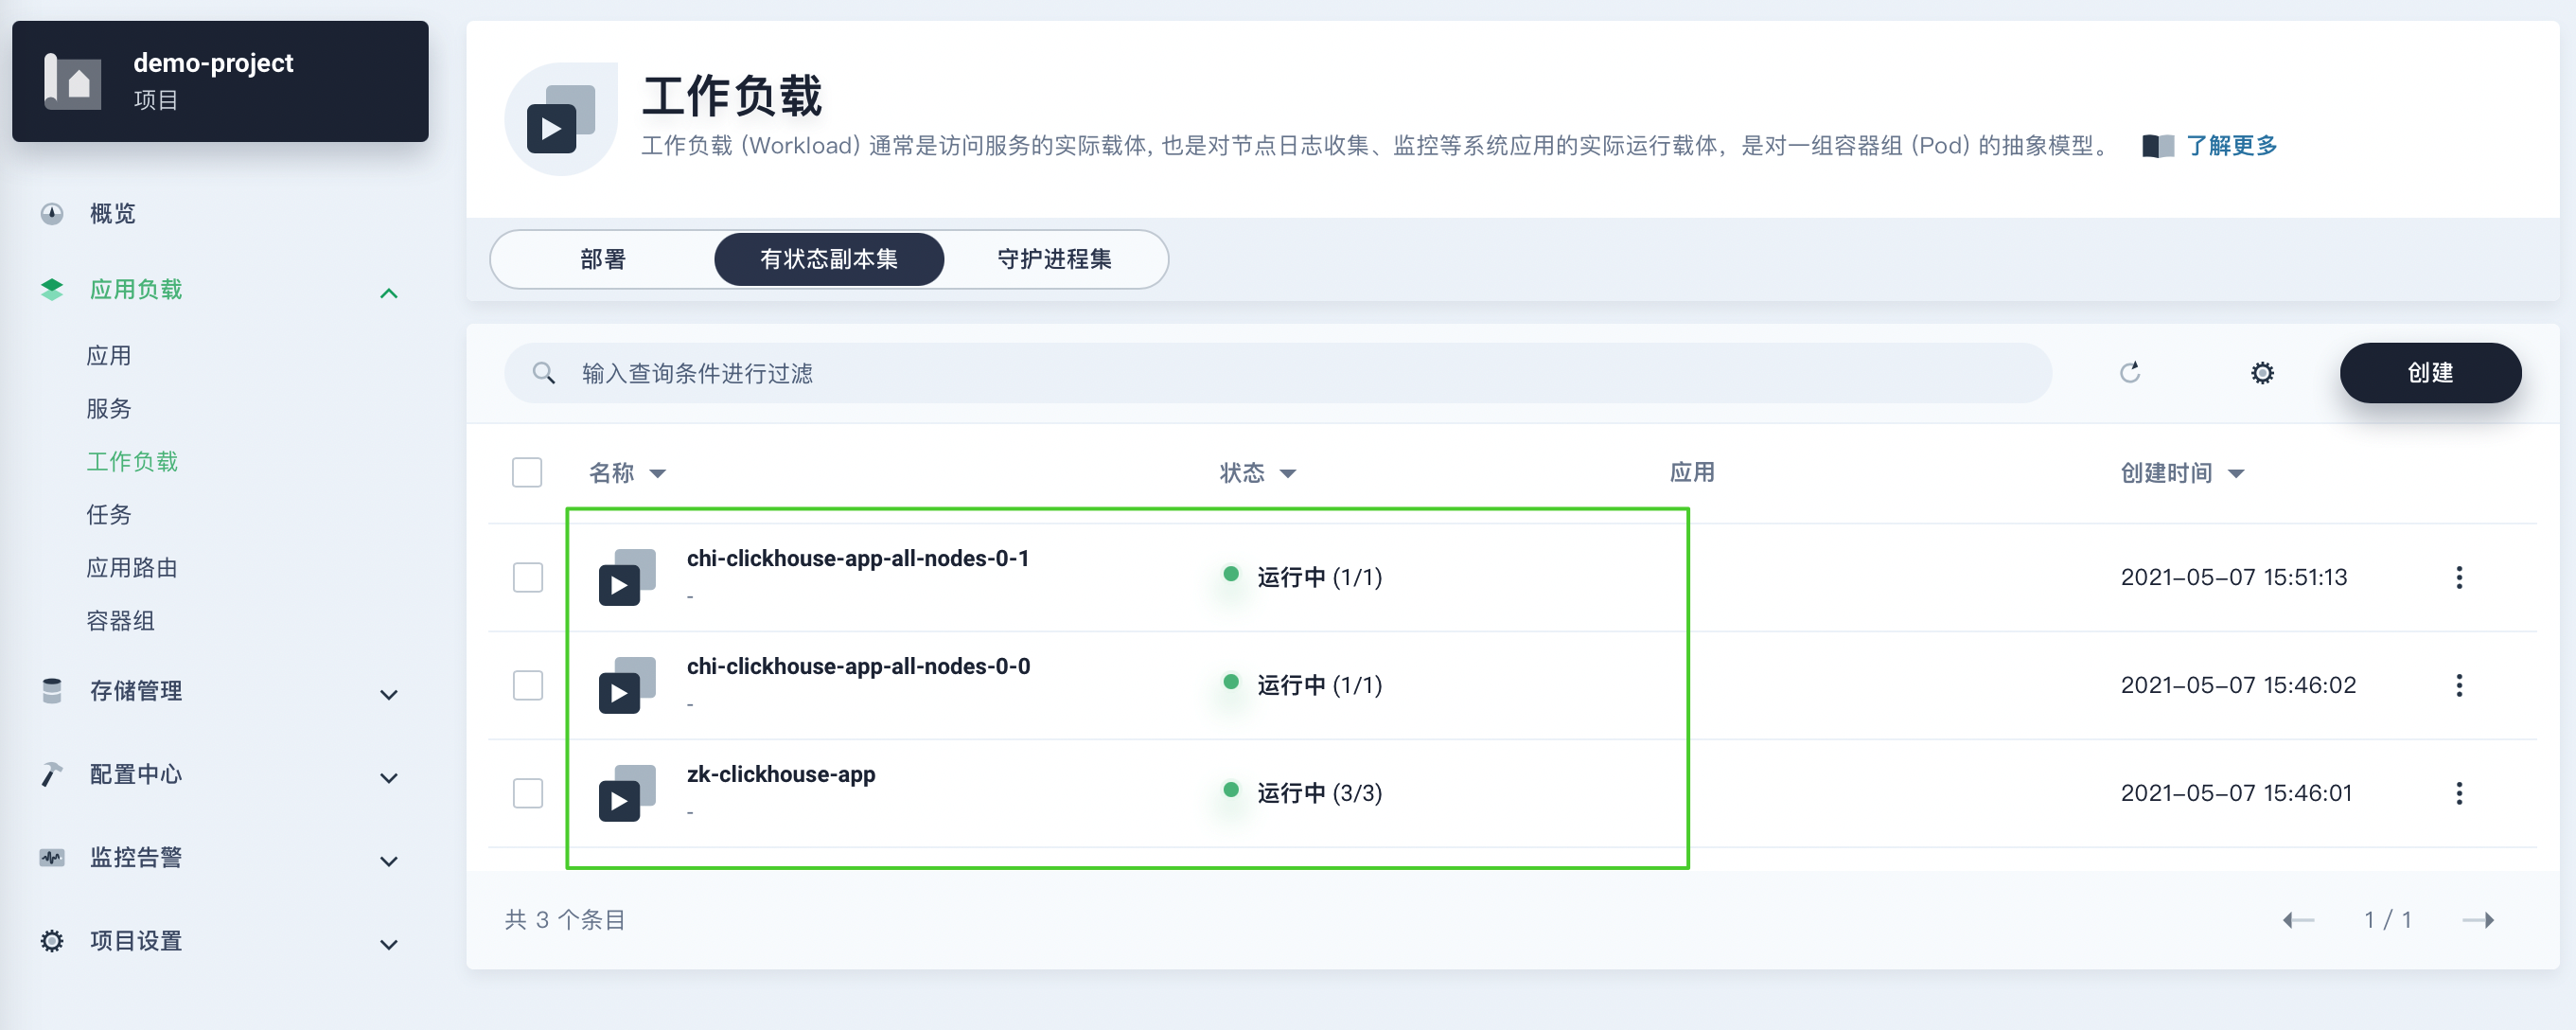 demo-project
项目
概览
应用负载
应用
服务
工作负载
任务
应用路由
容器组
存储管理
配置中心
监控告警
项目设置
工作负载
工作负载 (Workload) 通常是访问服务的实际载体, 也是对节点日志收集、监控等系统应用的实际运行载体，是对一组容器组 (Pod) 的抽象模型。 了解更多
部署 有状态副本集 守护进程集
输入查询条件进行过滤 创建
名称 状态 应用 创建时间
chi-clickhouse-app-all-nodes-0-1
-
运行中 (1/1) 2021-05-07 15:51:13
chi-clickhouse-app-all-nodes-0-0
-
运行中 (1/1) 2021-05-07 15:46:02
zk-clickhouse-app
-
运行中 (3/3) 2021-05-07 15:46:01
共 3 个条目 1 / 1